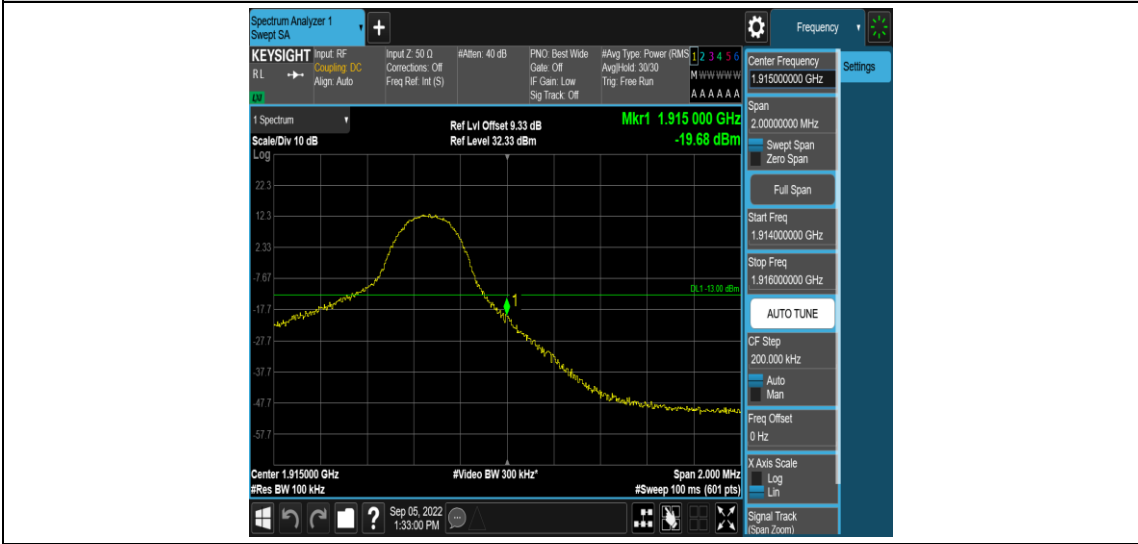 Spectrum Analyzer 1
Swept SA
+
Frequency
KEYSIGHT
RL
Input: RF
Coupling: DC
Align: Auto
Input Z: 50 Ω
Corrections: Off
Freq Ref: Int (S)
#Atten: 40 dB
PNO: Best Wide
Gate: Off
IF Gain: Low
Sig Track: Off
#Avg Type: Power (RMS
Avg|Hold: 30/30
Trig: Free Run
1 2 3 4 5 6
M W W W W W
A A A A A A
1 Spectrum
Scale/Div 10 dB
Log
Ref Lvl Offset 9.33 dB
Ref Level 32.33 dBm
Mkr1 1.915 000 GHz
-19.68 dBm
22.3
12.3
2.33
-7.67
-17.7
-27.7
-37.7
-47.7
-57.7
DL1 -13.00 dBm
1
Center 1.915000 GHz
#Res BW 100 kHz
#Video BW 300 kHz*
Span 2.000 MHz
#Sweep 100 ms (601 pts)
?
Sep 05, 2022
1:33:00 PM
Center Frequency
1.915000000 GHz
Settings
Span
2.00000000 MHz
Swept Span
Zero Span
Full Span
Start Freq
1.914000000 GHz
Stop Freq
1.916000000 GHz
AUTO TUNE
CF Step
200.000 kHz
Auto
Man
Freq Offset
0 Hz
X Axis Scale
Log
Lin
Signal Track
(Span Zoom)